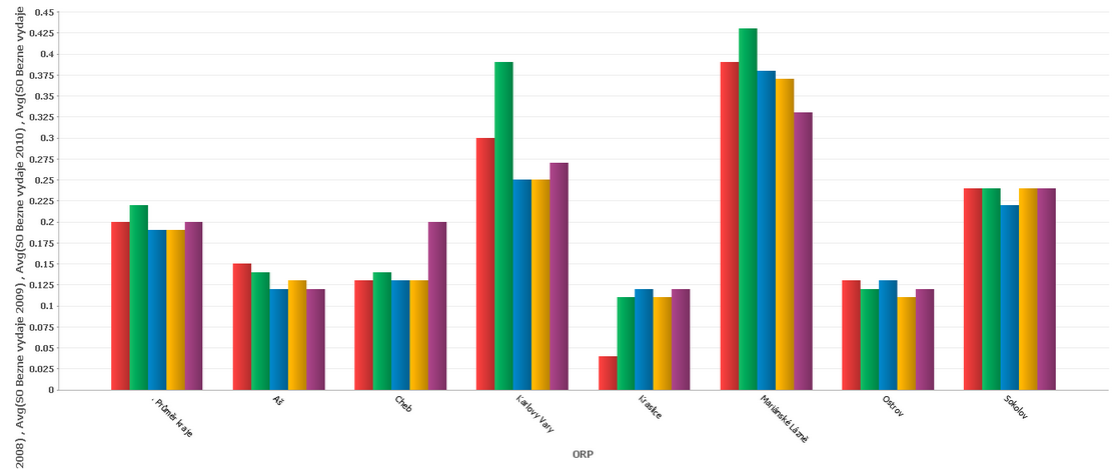 2008) , Avg(SO Bezne vydaje 2009) , Avg(SO Bezne vydaje 2010) , Avg(SO Bezne vydaje
0.45
0.425
0.4
0.375
0.35
0.325
0.3
0.275
0.25
0.225
0.2
0.175
0.15
0.125
0.1
0.075
0.05
0.025
0
. Průměr kraje
Aš
Cheb
Karlovy Vary
Kraslice
Mariánské Lázně
Ostrov
Sokolov
ORP